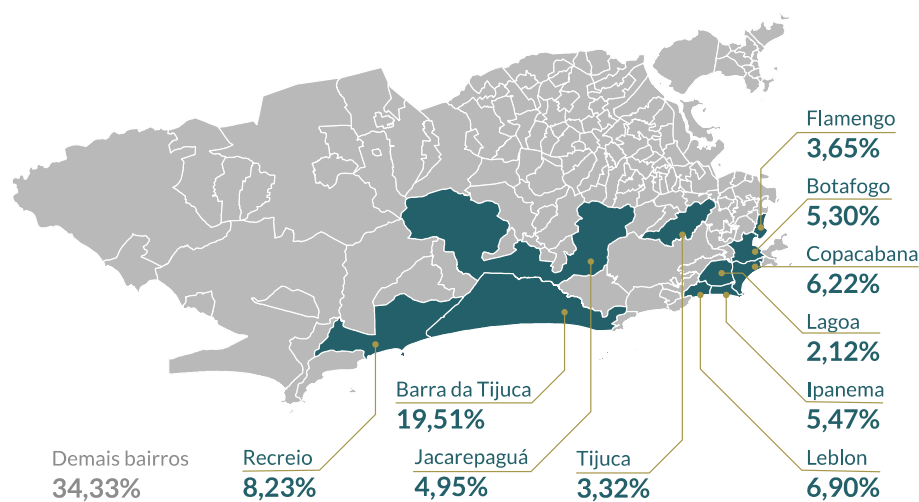 Flamengo
3,65%
Botafogo
5,30%
Copacabana
6,22%
Lagoa
2,12%
Ipanema
5,47%
Leblon
6,90%
Barra da Tijuca
19,51%
Demais bairros
34,33%
Recreio
8,23%
Jacarepaguá
4,95%
Tijuca
3,32%